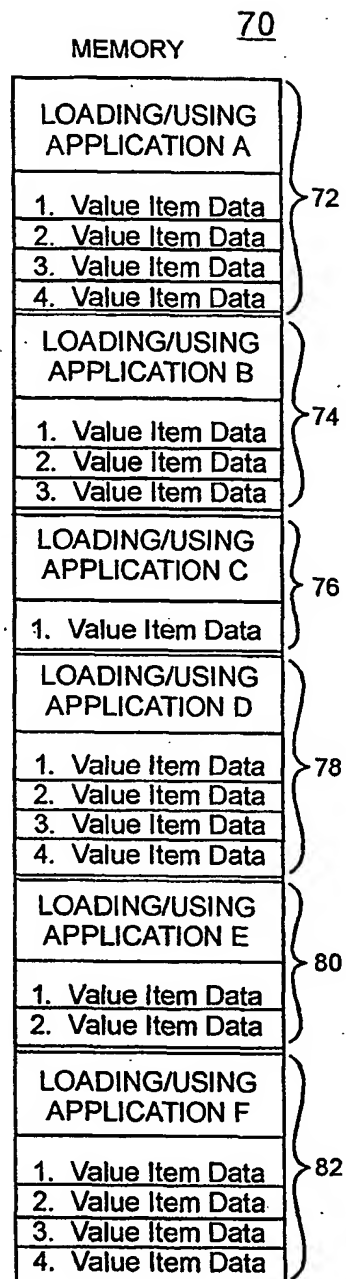 70
MEMORY
LOADING/USING
APPLICATION A
1. Value Item Data
2. Value Item Data
3. Value Item Data
4. Value Item Data
72
LOADING/USING
APPLICATION B
1. Value Item Data
2. Value Item Data
3. Value Item Data
74
LOADING/USING
APPLICATION C
1. Value Item Data
76
LOADING/USING
APPLICATION D
1. Value Item Data
2. Value Item Data
3. Value Item Data
4. Value Item Data
78
LOADING/USING
APPLICATION E
1. Value Item Data
2. Value Item Data
80
LOADING/USING
APPLICATION F
1. Value Item Data
2. Value Item Data
3. Value Item Data
4. Value Item Data
82